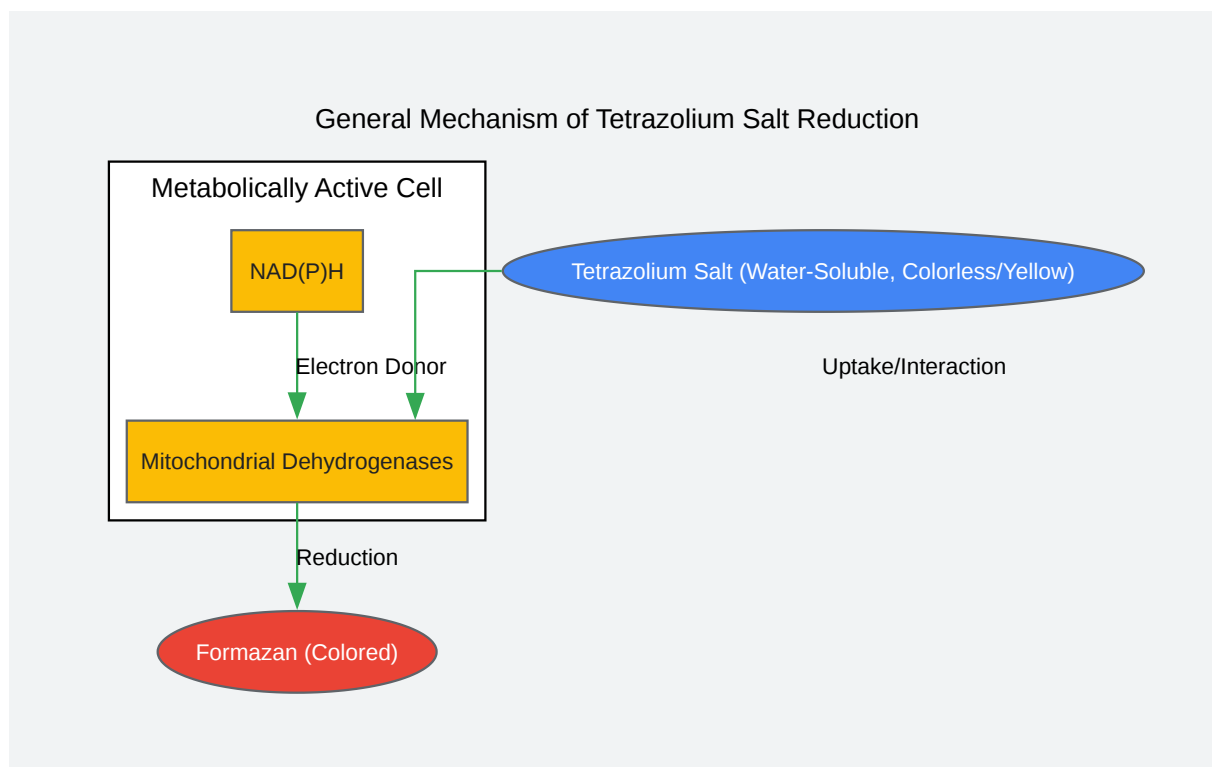 General Mechanism of Tetrazolium Salt Reduction
Metabolically Active Cell
NAD(P)H
Tetrazolium Salt (Water-Soluble, Colorless/Yellow)
Electron Donor
Uptake/Interaction
Mitochondrial Dehydrogenases
Reduction
Formazan (Colored)